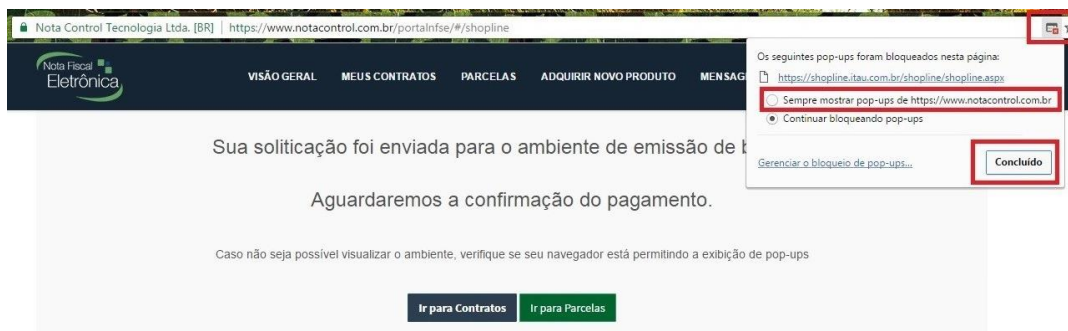 Nota Control Tecnologia Ltda. [BR] | https://www.notacontrol.com.br/portalnfse/#/shopline
Nota Fiscal
Eletrônica
VISÃO GERAL MEUS CONTRATOS PARCELAS ADQUIRIR NOVO PRODUTO MENSAG
Os seguintes pop-ups foram bloqueados nesta página:
https://shopline.itau.com.br/shopline/shopline.aspx
Sempre mostrar pop-ups de https://www.notacontrol.com.br
Continuar bloqueando pop-ups
Gerenciar o bloqueio de pop-ups... Concluído
Sua soliticação foi enviada para o ambiente de emissão de b
Aguardaremos a confirmação do pagamento.
Caso não seja possível visualizar o ambiente, verifique se seu navegador está permitindo a exibição de pop-ups
Ir para Contratos Ir para Parcelas